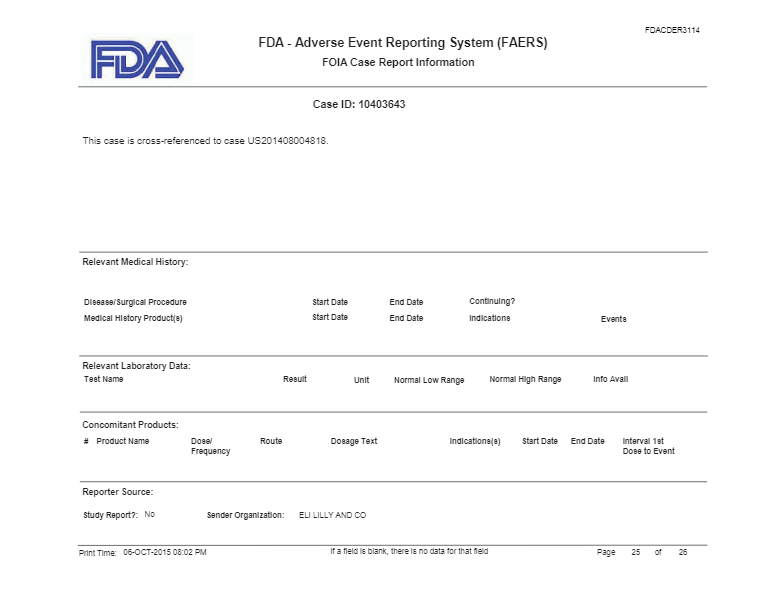 FDACDER3114
FDA
FDA - Adverse Event Reporting System (FAERS)
FOIA Case Report Information
Case ID: 10403643
This case is cross-referenced to case US201408004818.
Relevant Medical History:
Disease/Surgical Procedure Start Date End Date Continuing?
Medical History Product(s) Start Date End Date Indications Events
Relevant Laboratory Data:
Test Name Result Unit Normal Low Range Normal High Range Info Avail
Concomitant Products:
# Product Name Dose/ Route Dosage Text Indications(s) Start Date End Date Interval 1st
Frequency Dose to Event
Reporter Source:
Study Report?: No Sender Organization: ELI LILLY AND CO
Print Time: 06-OCT-2015 08:02 PM If a field is blank, there is no data for that field Page 25 of 26